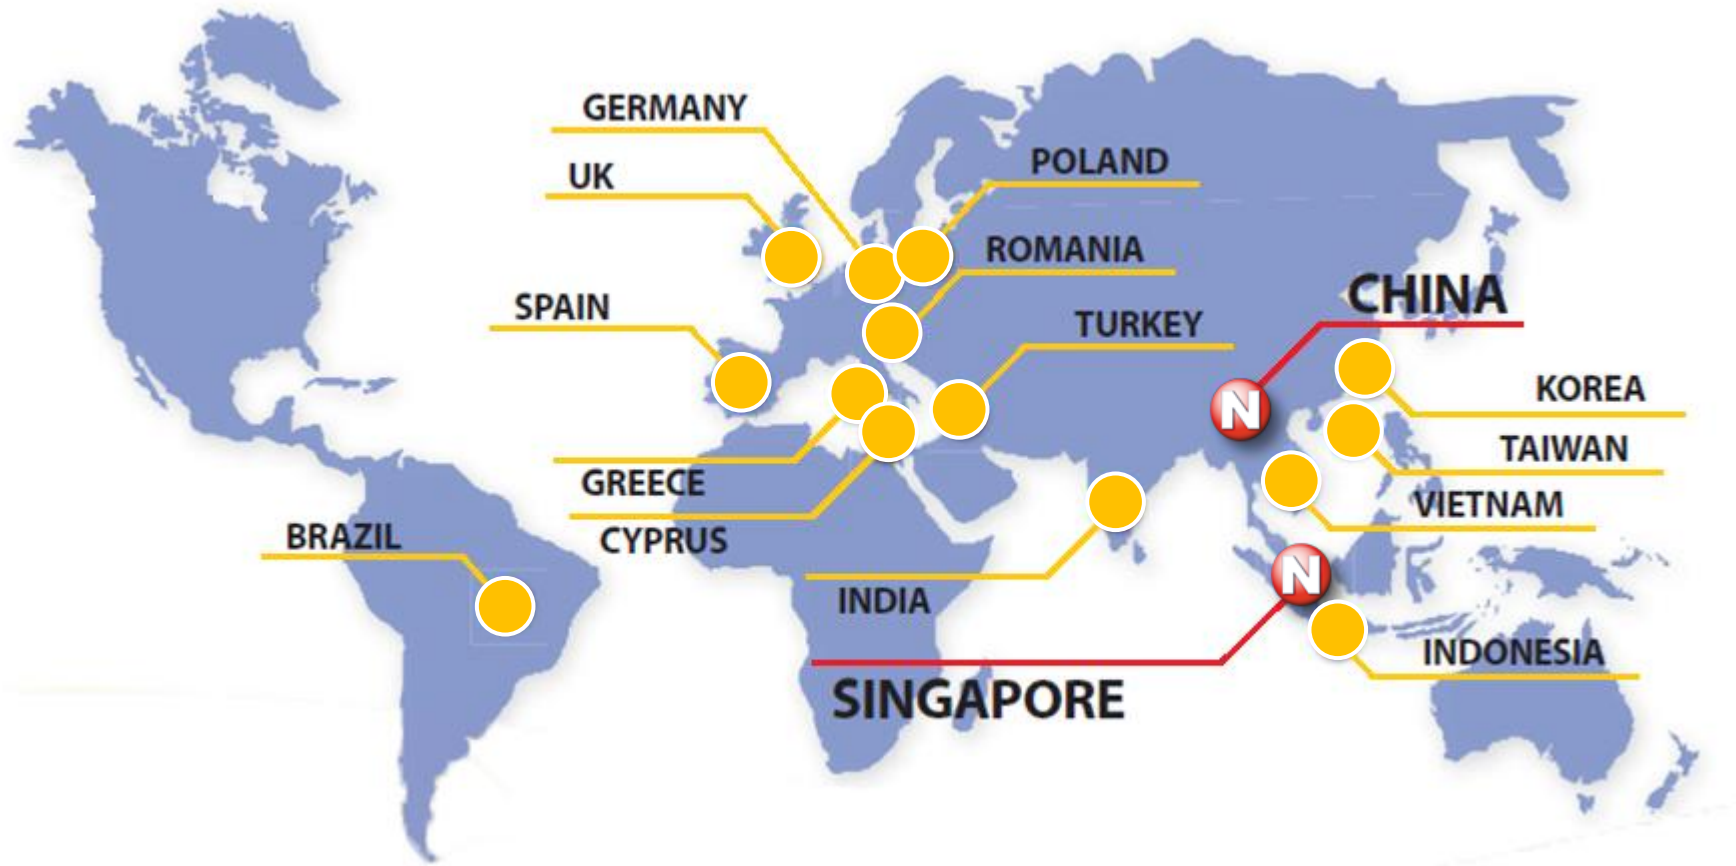 GERMANY
POLAND
UK
ROMANIA
CHINA
SPAIN
TURKEY
KOREA
N
TAIWAN
GREECE
VIETNAM
BRAZIL
CYPRUS
N
INDIA
INDONESIA
SINGAPORE